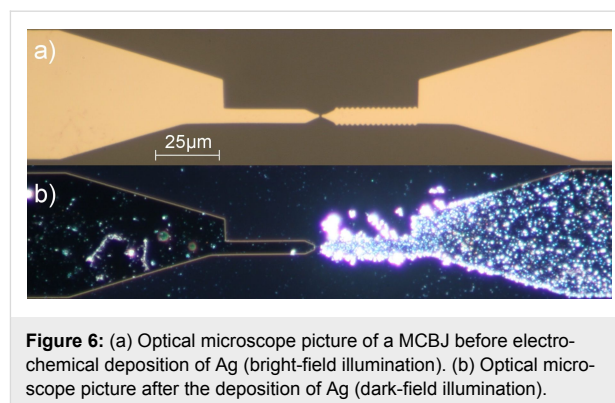 a)
25µm
b)
Figure 6: (a) Optical microscope picture of a MCBJ before electro-
chemical deposition of Ag (bright-field illumination). (b) Optical micro-
scope picture after the deposition of Ag (dark-field illumination).